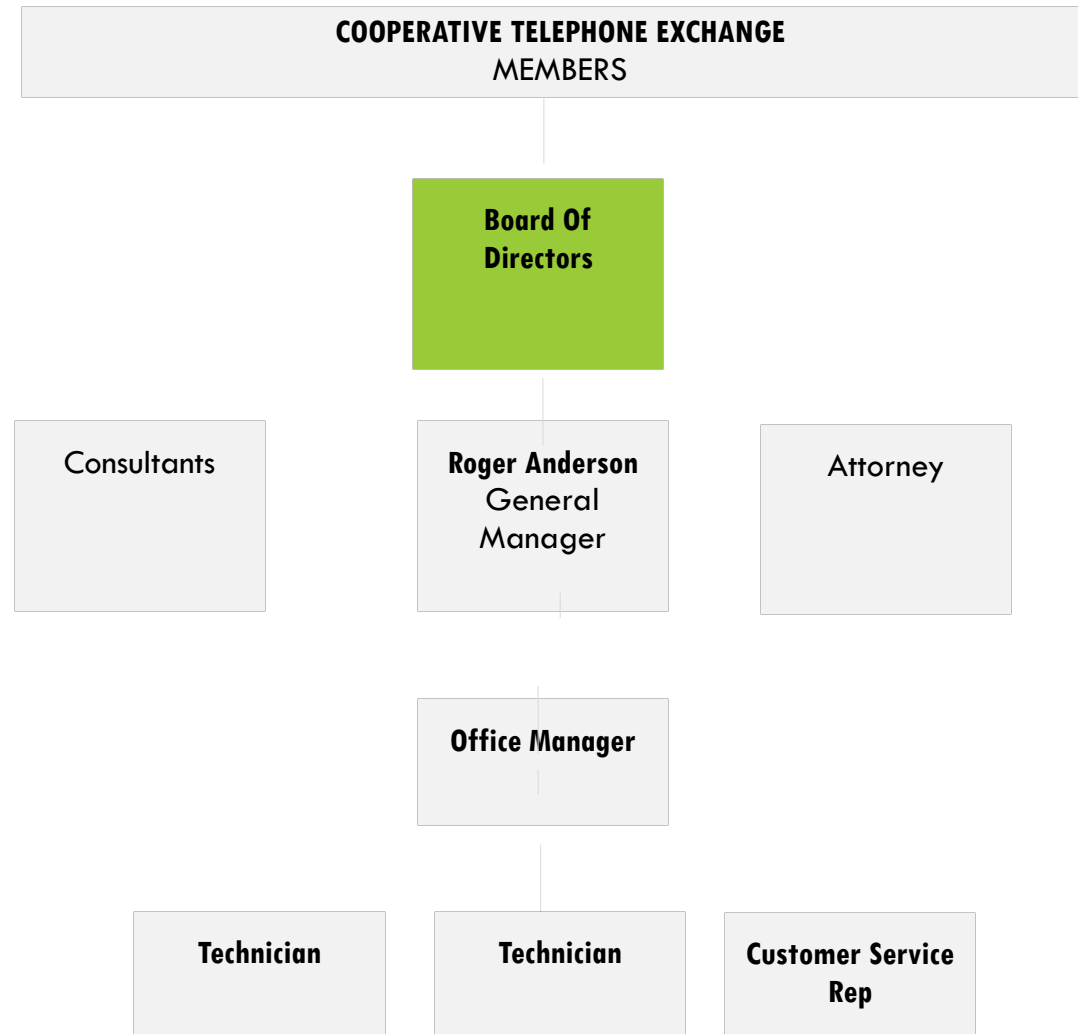 COOPERATIVE TELEPHONE EXCHANGE
MEMBERS
Board Of
Directors
Consultants
Roger Anderson
General
Manager
Attorney
Office Manager
Technician
Technician
Customer Service
Rep